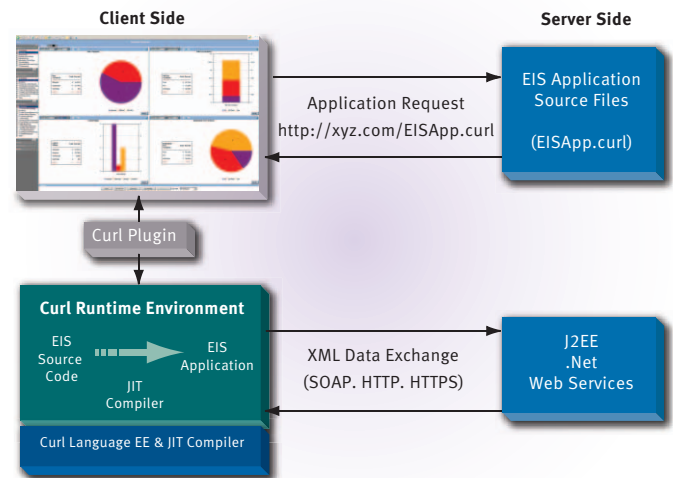 Client Side
Server Side
EIS Application
Source Files
(EISApp.curl)
Application Request
http://xyz.com/EISApp.curl
Curl Plugin
Curl Runtime Environment
EIS
Source
Code
EIS
Application
JIT
Compiler
Curl Language EE & JIT Compiler
XML Data Exchange
(SOAP. HTTP. HTTPS)
J2EE
.Net
Web Services